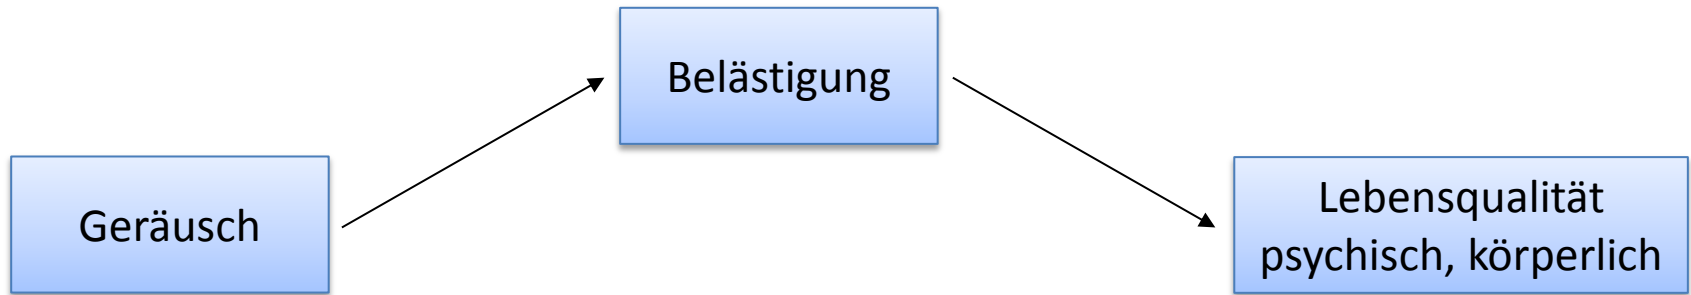 Belästigung
Geräusch
Lebensqualität
psychisch, körperlich